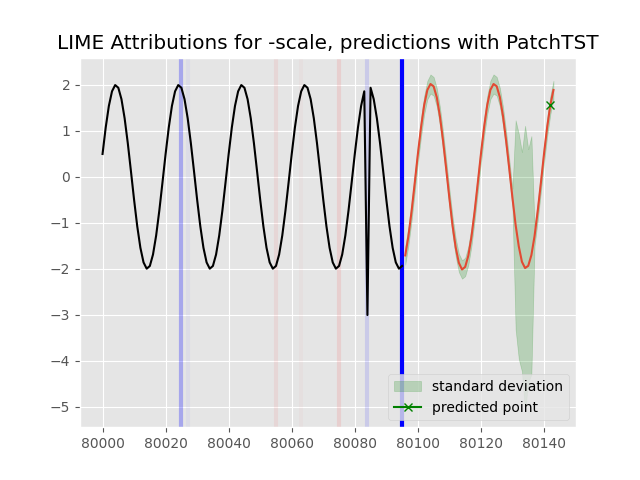 LIME Attributions for -scale, predictions with PatchTST
2
1
0
−1
−2
−3
−4
−5
standard deviation
predicted point
80000 80020 80040 80060 80080 80100 80120 80140